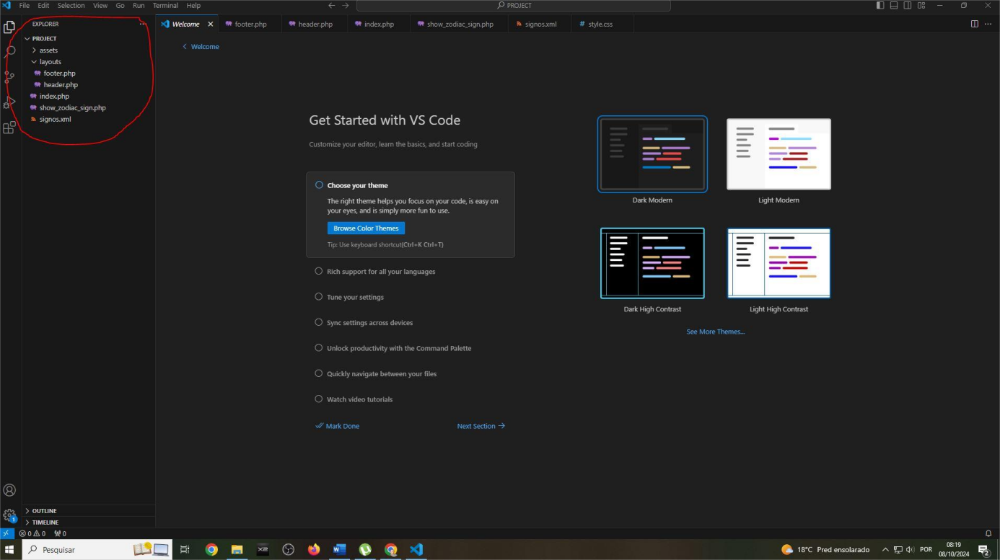 File Edit Selection View Go Run Terminal Help
PROJECT
EXPLORER ...
Welcome
footer.php
header.php
index.php
show_zodiac_sign.php
signos.xml
# style.css
PROJECT
assets
layouts
footer.php
header.php
index.php
show_zodiac_sign.php
signos.xml
Welcome
Get Started with VS Code
Customize your editor, learn the basics, and start coding
Choose your theme
The right theme helps you focus on your code, is easy on
your eyes, and is simply more fun to use.
Browse Color Themes
Tip: Use keyboard shortcut(Ctrl+K Ctrl+T)
Rich support for all your languages
Tune your settings
Sync settings across devices
Unlock productivity with the Command Palette
Quickly navigate between your files
Watch video tutorials
Mark Done
Next Section
Dark Modern
Light Modern
Dark High Contrast
Light High Contrast
See More Themes...
OUTLINE
TIMELINE
1
0 0 0
Pesquisar
X2
W
18°C Pred ensolarado
POR
08:19
08/10/2024
2